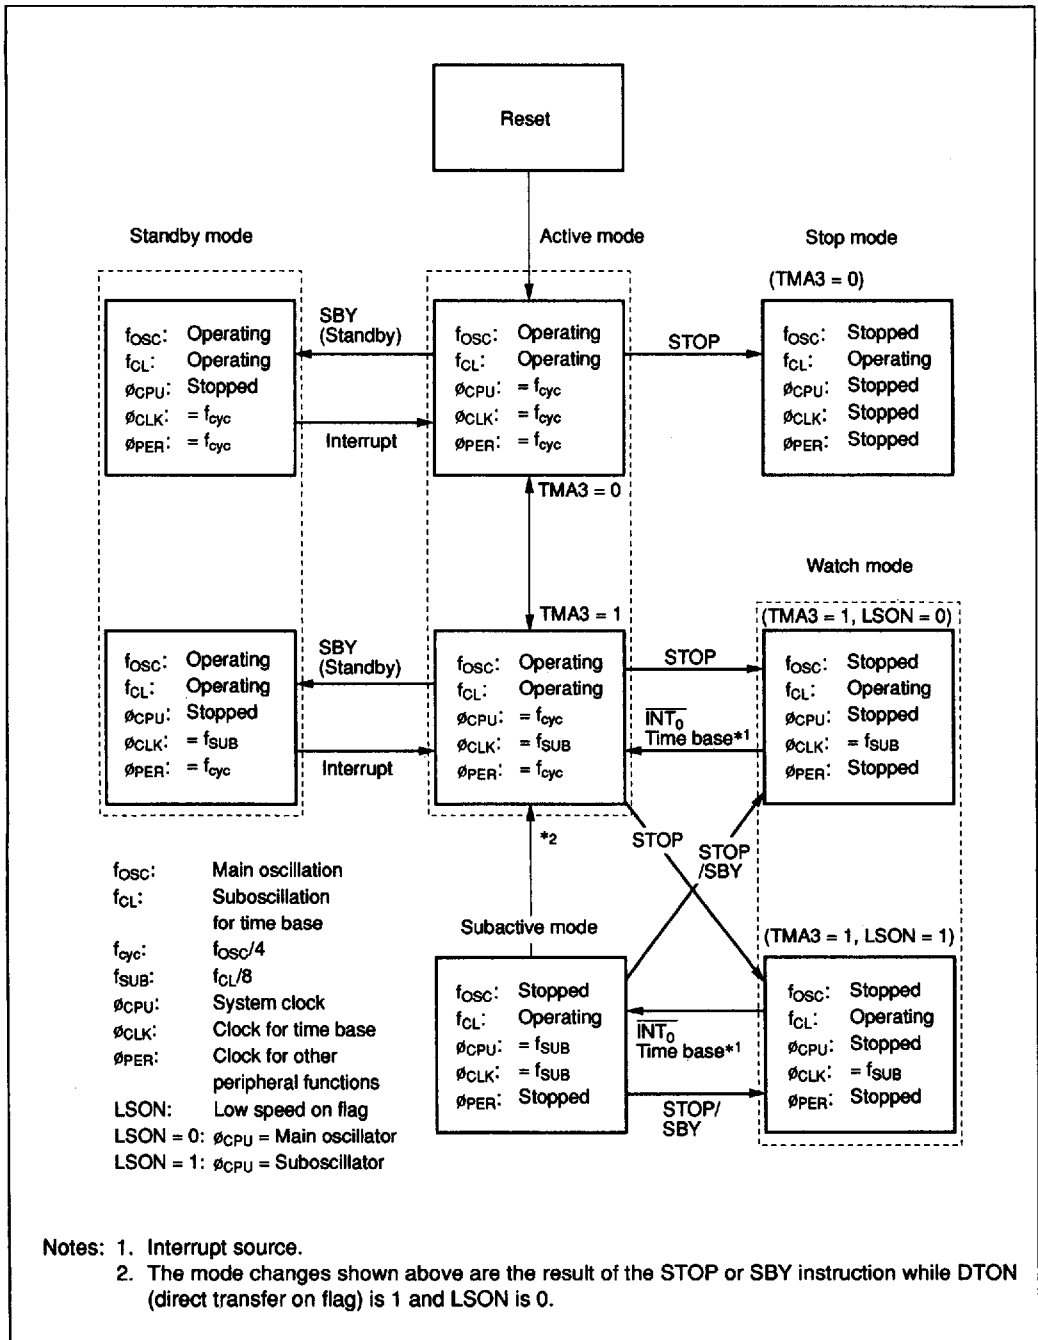 Reset
Standby mode
Active mode
Stop mode
(TMA3 = 0)
fOSC: Operating
fCL: Operating
øCPU: Stopped
øCLK: = fcyc
øPER: = fcyc
SBY
(Standby)
Interrupt
fOSC: Operating
fCL: Operating
øCPU: = fcyc
øCLK: = fcyc
øPER: = fcyc
STOP
fOSC: Stopped
fCL: Operating
øCPU: Stopped
øCLK: Stopped
øPER: Stopped
TMA3 = 0
Watch mode
TMA3 = 1
(TMA3 = 1, LSON = 0)
fOSC: Operating
fCL: Operating
øCPU: Stopped
øCLK: = fSUB
øPER: = fcyc
SBY
(Standby)
Interrupt
fOSC: Operating
fCL: Operating
øCPU: = fcyc
øCLK: = fSUB
øPER: = fcyc
STOP
INT0
Time base*1
fOSC: Stopped
fCL: Operating
øCPU: Stopped
øCLK: = fSUB
øPER: Stopped
*2
STOP
STOP
/SBY
Subactive mode
(TMA3 = 1, LSON = 1)
fOSC: Stopped
fCL: Operating
øCPU: = fSUB
øCLK: = fSUB
øPER: Stopped
INT0
Time base*1
STOP/
SBY
fOSC: Stopped
fCL: Operating
øCPU: Stopped
øCLK: = fSUB
øPER: Stopped
fOSC: Main oscillation
fCL: Suboscillation
for time base
fcyc: fOSC/4
fSUB: fCL/8
øCPU: System clock
øCLK: Clock for time base
øPER: Clock for other
peripheral functions
LSON: Low speed on flag
LSON = 0: øCPU = Main oscillator
LSON = 1: øCPU = Suboscillator
Notes: 1. Interrupt source.
2. The mode changes shown above are the result of the STOP or SBY instruction while DTON
(direct transfer on flag) is 1 and LSON is 0.